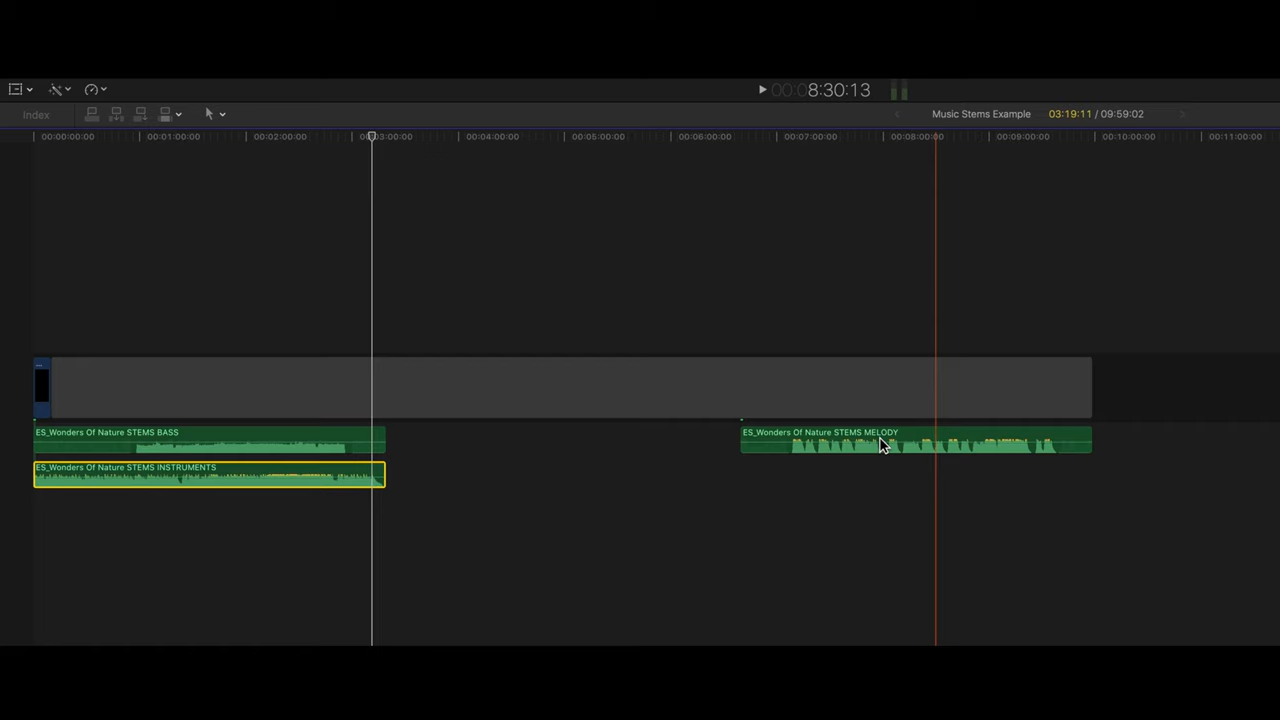 00:08:30:13
Index
Music Stems Example 03:19:11 / 09:59:02
00:00:00:00 00:01:00:00 00:02:00:00 00:03:00:00 00:04:00:00 00:05:00:00 00:06:00:00 00:07:00:00 00:08:00:00 00:09:00:00 00:10:00:00 00:11:00:00
ES_Wonders Of Nature STEMS BASS
ES_Wonders Of Nature STEMS MELODY
ES_Wonders Of Nature STEMS INSTRUMENTS